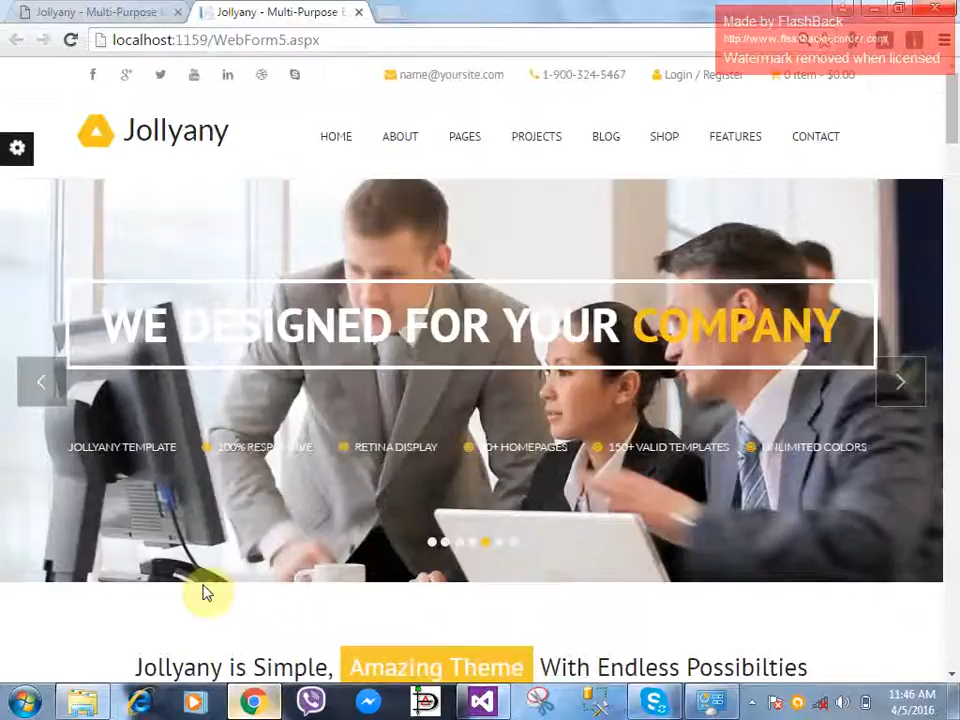 Jollyany - Multi-Purpose
Jollyany - Multi-Purpose E
Made by FlashBack
localhost:1159/WebForm5.aspx
Watermark removed when licensed
name@yoursite.com
1-900-324-5467
Login / Register
0 item - $0.00
Jollyany
HOME ABOUT PAGES PROJECTS BLOG SHOP FEATURES CONTACT
WE DESIGNED FOR YOUR COMPANY
JOLLYANY TEMPLATE 100% RESPONSIVE RETINA DISPLAY HOMEPAGES 150+ VALID TEMPLATES UNLIMITED COLORS
Jollyany is Simple, Amazing Theme With Endless Possibilties
11:46 AM
4/5/2016